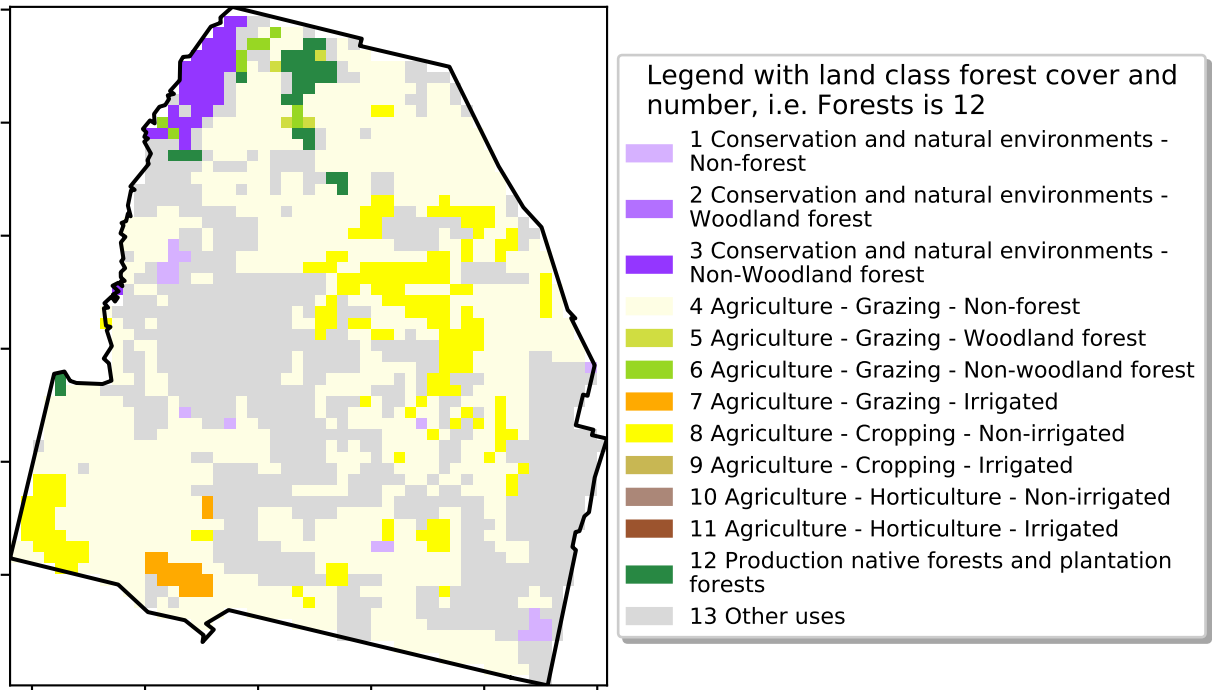 Legend with land class forest cover and
number, i.e. Forests is 12
1 Conservation and natural environments -
Non-forest
2 Conservation and natural environments -
Woodland forest
3 Conservation and natural environments -
Non-Woodland forest
4 Agriculture - Grazing - Non-forest
5 Agriculture - Grazing - Woodland forest
6 Agriculture - Grazing - Non-woodland forest
7 Agriculture - Grazing - Irrigated
8 Agriculture - Cropping - Non-irrigated
9 Agriculture - Cropping - Irrigated
10 Agriculture - Horticulture - Non-irrigated
11 Agriculture - Horticulture - Irrigated
12 Production native forests and plantation
forests
13 Other uses